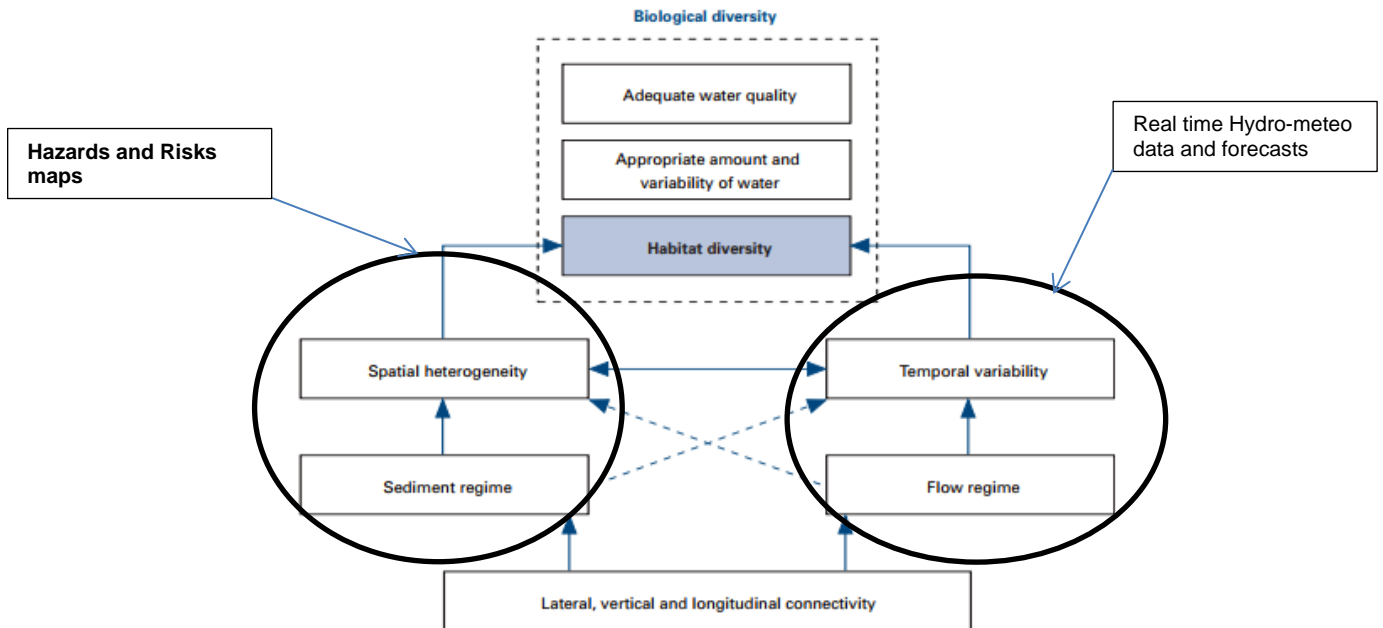 Biological diversity
Adequate water quality
Hazards and Risks
maps
Real time Hydro-meteo
data and forecasts
Appropriate amount and
variability of water
Habitat diversity
Spatial heterogeneity
Temporal variability
Sediment regime
Flow regime
Lateral, vertical and longitudinal connectivity